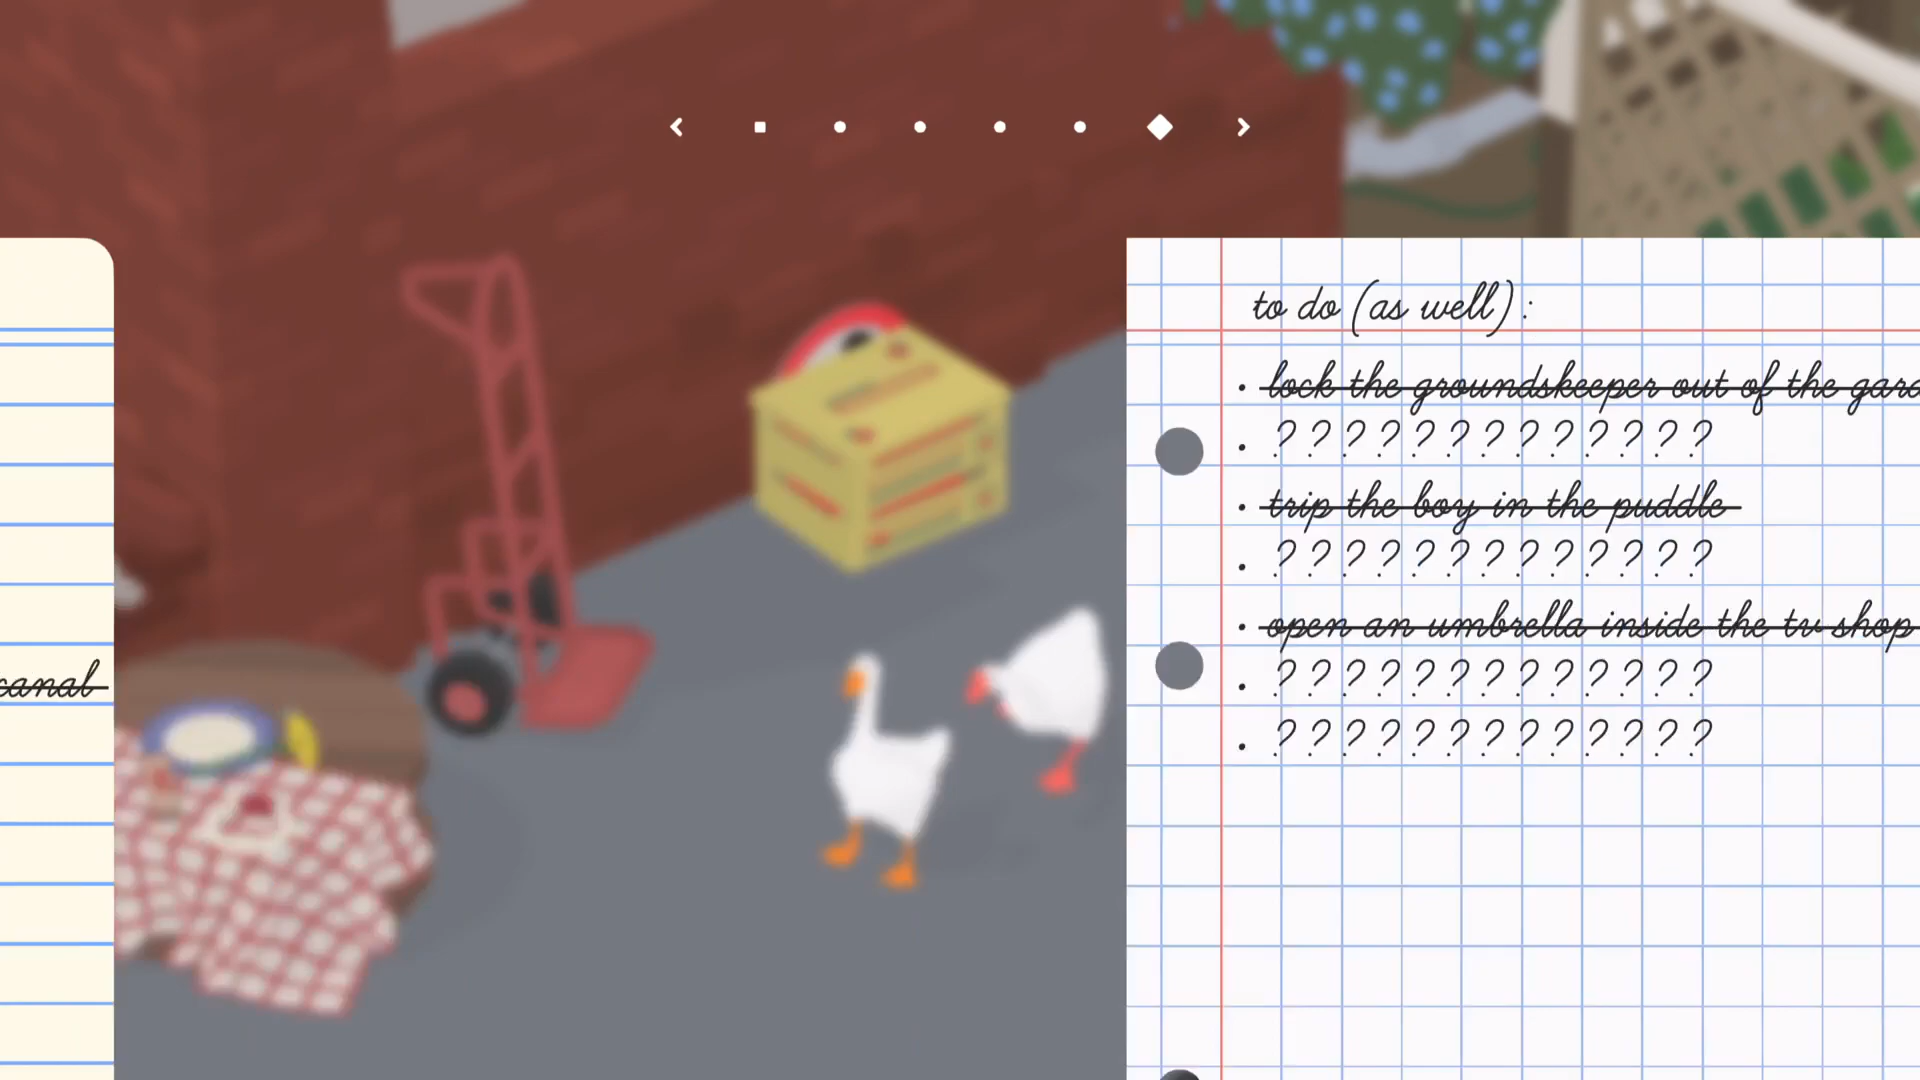 canal
to do (as well):
• lock the groundskeeper out of the gard
• ?????????????
• trip the boy in the puddle
• ?????????????
• open an umbrella inside the tv shop
• ?????????????
• ?????????????